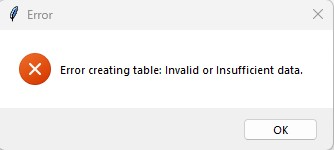 Error
Error creating table: Invalid or Insufficient data.
OK